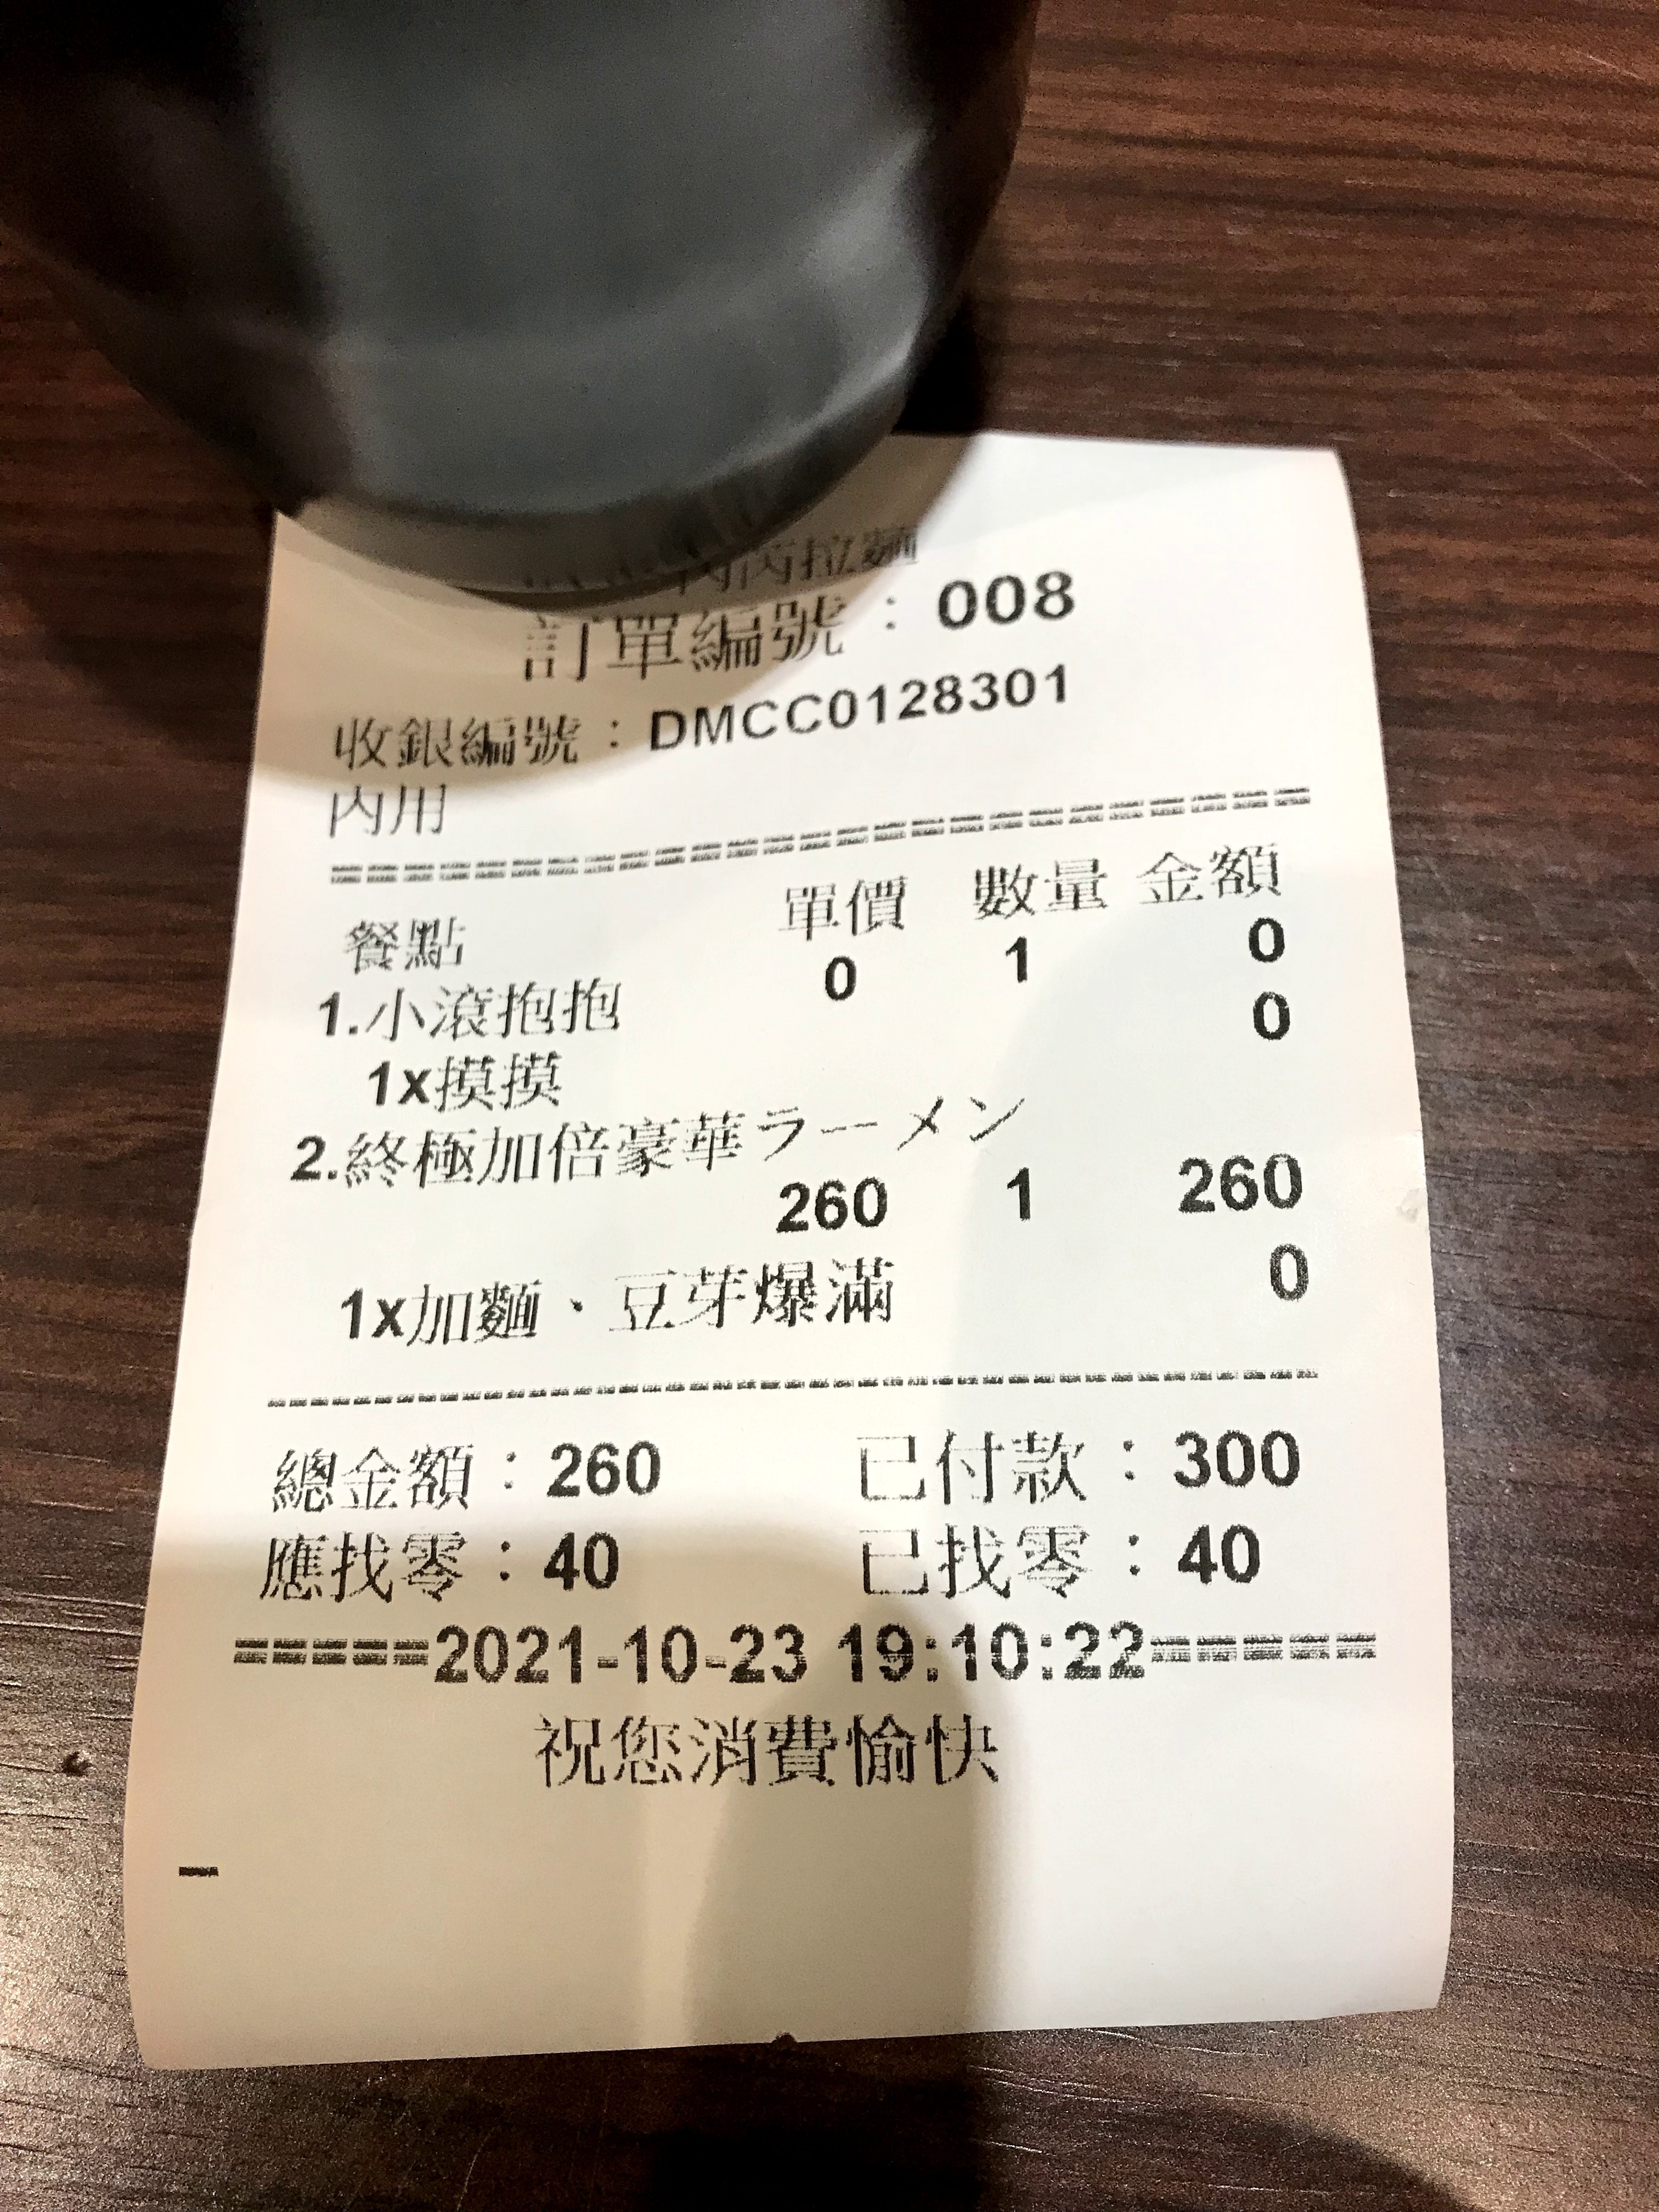 拉麵
訂單編號：008
收銀編號：DMCC0128301
內用
餐點 單價 數量 金額
1.小滾抱抱 0 1 0
1x摸摸 0
2.終極加倍豪華ラーメン
260 1 260
1x加麵、豆芽爆滿 0
總金額：260 已付款：300
應找零：40 已找零：40
=====2021-10-23 19:10:22=====
祝您消費愉快